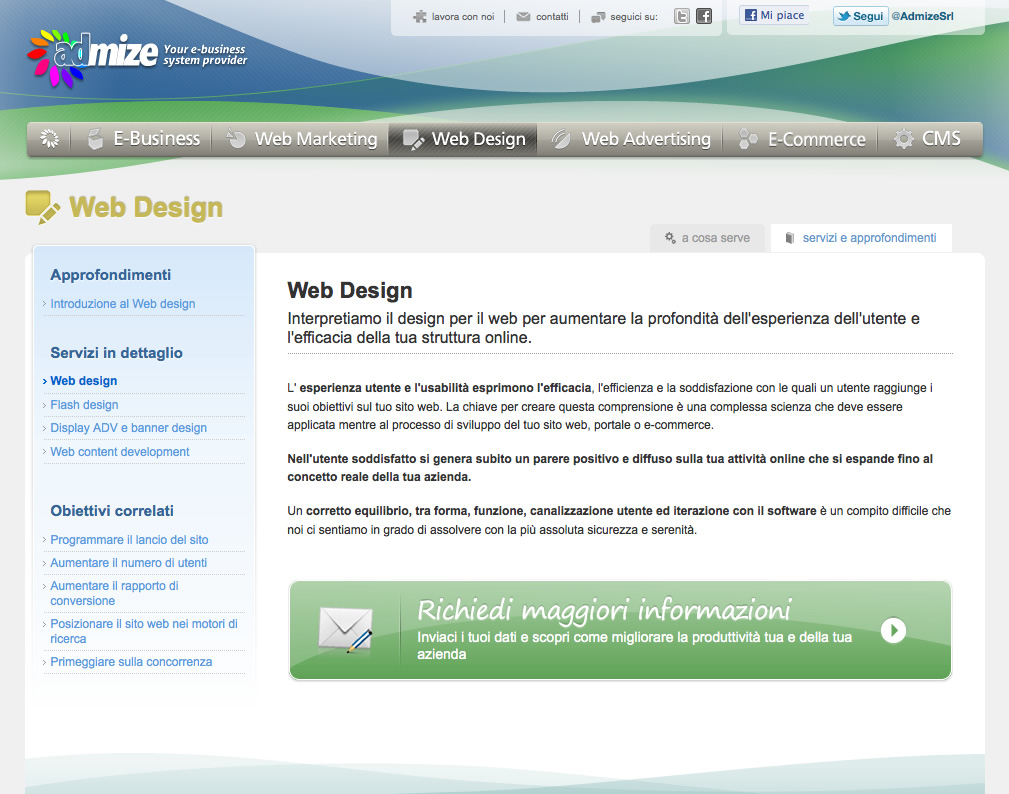 lavora con noi
contatti
seguici su:
Mi piace
Segui @AdmizeSrl
admize
Your e-business
system provider
E-Business
Web Marketing
Web Design
Web Advertising
E-Commerce
CMS
Web Design
a cosa serve
servizi e approfondimenti
Approfondimenti
Introduzione al Web design
Servizi in dettaglio
Web design
Flash design
Display ADV e banner design
Web content development
Obiettivi correlati
Programmare il lancio del sito
Aumentare il numero di utenti
Aumentare il rapporto di
conversione
Posizionare il sito web nei motori di
ricerca
Primeggiare sulla concorrenza
Web Design
Interpretiamo il design per il web per aumentare la profondità dell'esperienza dell'utente e
l'efficacia della tua struttura online.
L' esperienza utente e l'usabilità esprimono l'efficacia, l'efficienza e la soddisfazione con le quali un utente raggiunge i
suoi obiettivi sul tuo sito web. La chiave per creare questa comprensione è una complessa scienza che deve essere
applicata mentre al processo di sviluppo del tuo sito web, portale o e-commerce.
Nell'utente soddisfatto si genera subito un parere positivo e diffuso sulla tua attività online che si espande fino al
concetto reale della tua azienda.
Un corretto equilibrio, tra forma, funzione, canalizzazione utente ed iterazione con il software è un compito difficile che
noi ci sentiamo in grado di assolvere con la più assoluta sicurezza e serenità.
Richiedi maggiori informazioni
Inviaci i tuoi dati e scopri come migliorare la produttività tua e della tua
azienda